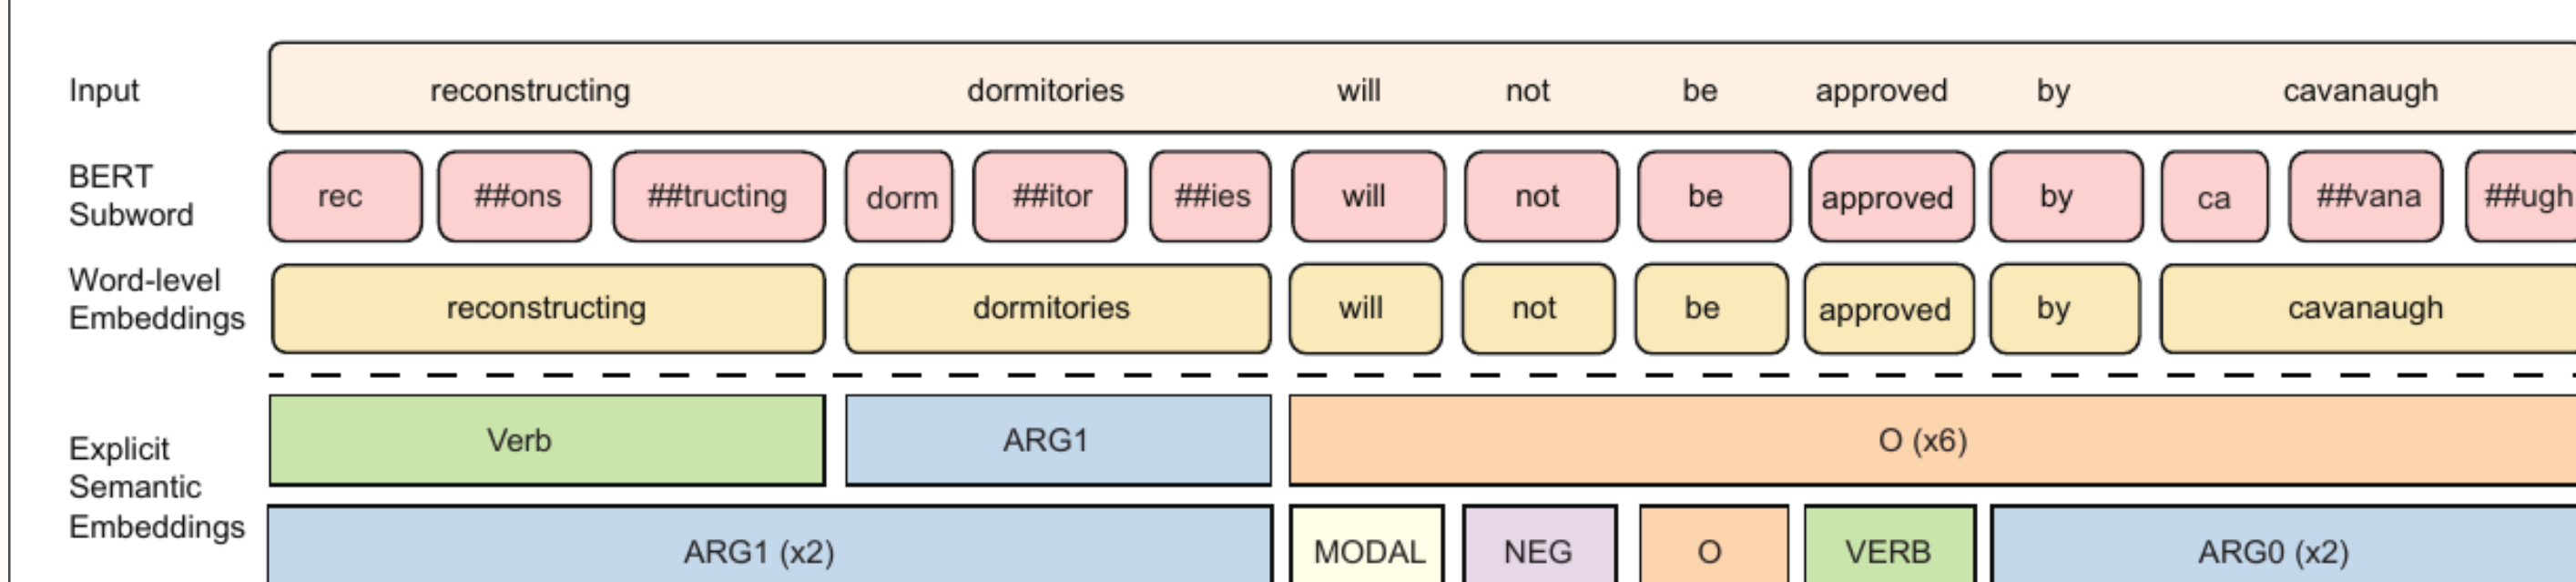 Input reconstructing dormitories will not be approved by cavanaugh
BERT Subword rec ##ons ##tructing dorm ##itor ##ies will not be approved by ca ##vana ##ugh
Word-level Embeddings reconstructing dormitories will not be approved by cavanaugh
Explicit Semantic Embeddings Verb ARG1 O (x6)
ARG1 (x2) MODAL NEG O VERB ARG0 (x2)